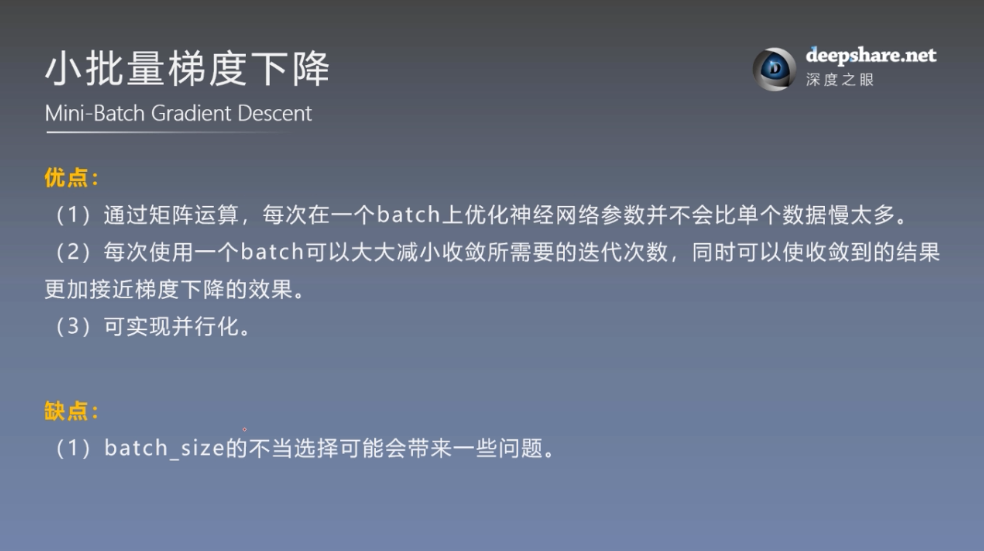 小批量梯度下降
Mini-Batch Gradient Descent
deepshare.net
深度之眼
优点：
（1）通过矩阵运算，每次在一个batch上优化神经网络参数并不会比单个数据慢太多。
（2）每次使用一个batch可以大大减小收敛所需要的迭代次数，同时可以使收敛到的结果
更加接近梯度下降的效果。
（3）可实现并行化。
缺点：
（1）batch_size的不当选择可能会带来一些问题。